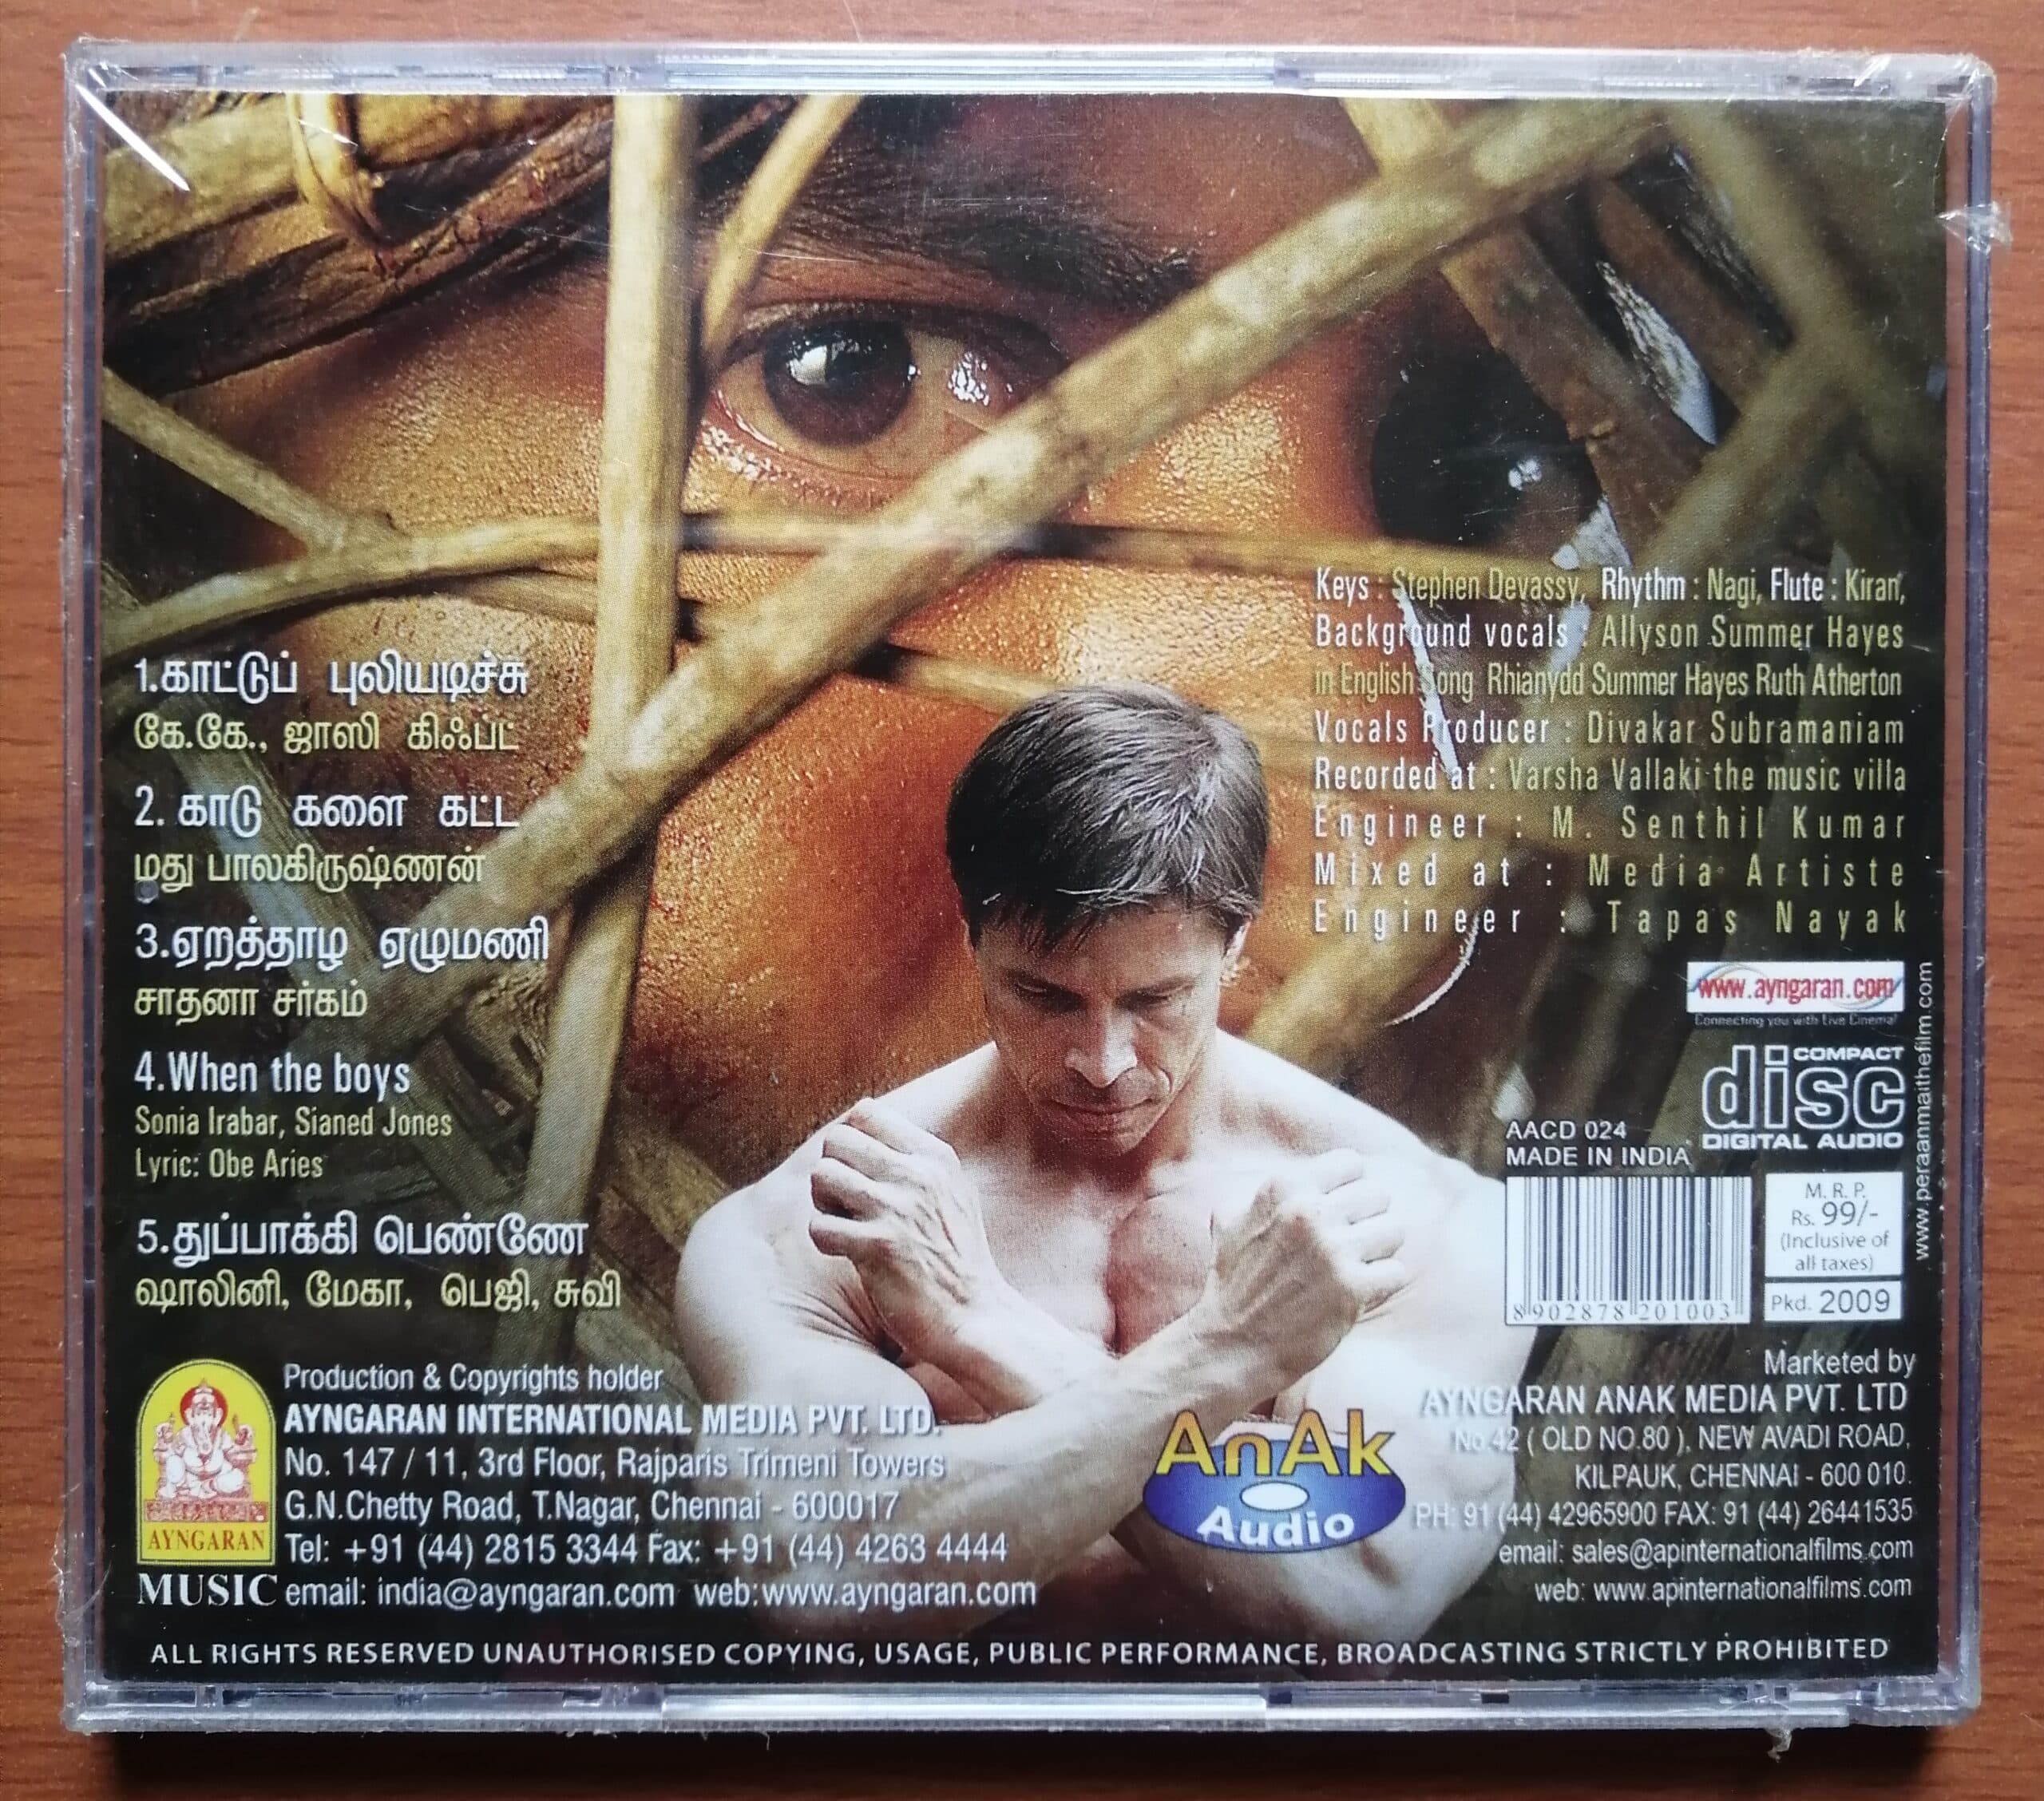 1.காட்டுப் புலியடிச்சு
கே.கே., ஜாஸி கிஃப்ட்
2. காடு களை கட்ட
மது பாலகிருஷ்ணன்
3.ஏறத்தாழ ஏழுமணி
சாதனா சர்கம்
4.When the boys
Sonia Irabar, Sianed Jones
Lyric: Obe Aries
5.துப்பாக்கி பெண்ணே
ஷாலினி, மேகா, பெஜி, சுவி
Keys : Stephen Devassy, Rhythm : Nagi, Flute : Kiran,
Background vocals : Allyson Summer Hayes
in English Song Rhianydd Summer Hayes Ruth Atherton
Vocals Producer : Divakar Subramaniam
Recorded at : Varsha Vallaki the music villa
Engineer : M. Senthil Kumar
Mixed at : Media Artiste
Engineer : Tapas Nayak
www.ayngaran.com
Connecting you with Live Cinema!
www.peraanmaithefilm.com
COMPACT
disc
DIGITAL AUDIO
AACD 024
MADE IN INDIA
8 902878 201003
M. R. P.
Rs. 99/-
(Inclusive of
all taxes)
Pkd. 2009
AYNGARAN
MUSIC
Production & Copyrights holder
AYNGARAN INTERNATIONAL MEDIA PVT. LTD.
No. 147 / 11, 3rd Floor, Rajparis Trimeni Towers
G.N.Chetty Road, T.Nagar, Chennai - 600017
Tel: +91 (44) 2815 3344 Fax: +91 (44) 4263 4444
email: india@ayngaran.com web:www.ayngaran.com
AnAk
Audio
Marketed by
AYNGARAN ANAK MEDIA PVT. LTD
No.42 ( OLD NO.80 ), NEW AVADI ROAD,
KILPAUK, CHENNAI - 600 010.
PH: 91 (44) 42965900 FAX: 91 (44) 26441535
email: sales@apinternationalfilms.com
web: www.apinternationalfilms.com
ALL RIGHTS RESERVED UNAUTHORISED COPYING, USAGE, PUBLIC PERFORMANCE, BROADCASTING STRICTLY PROHIBITED